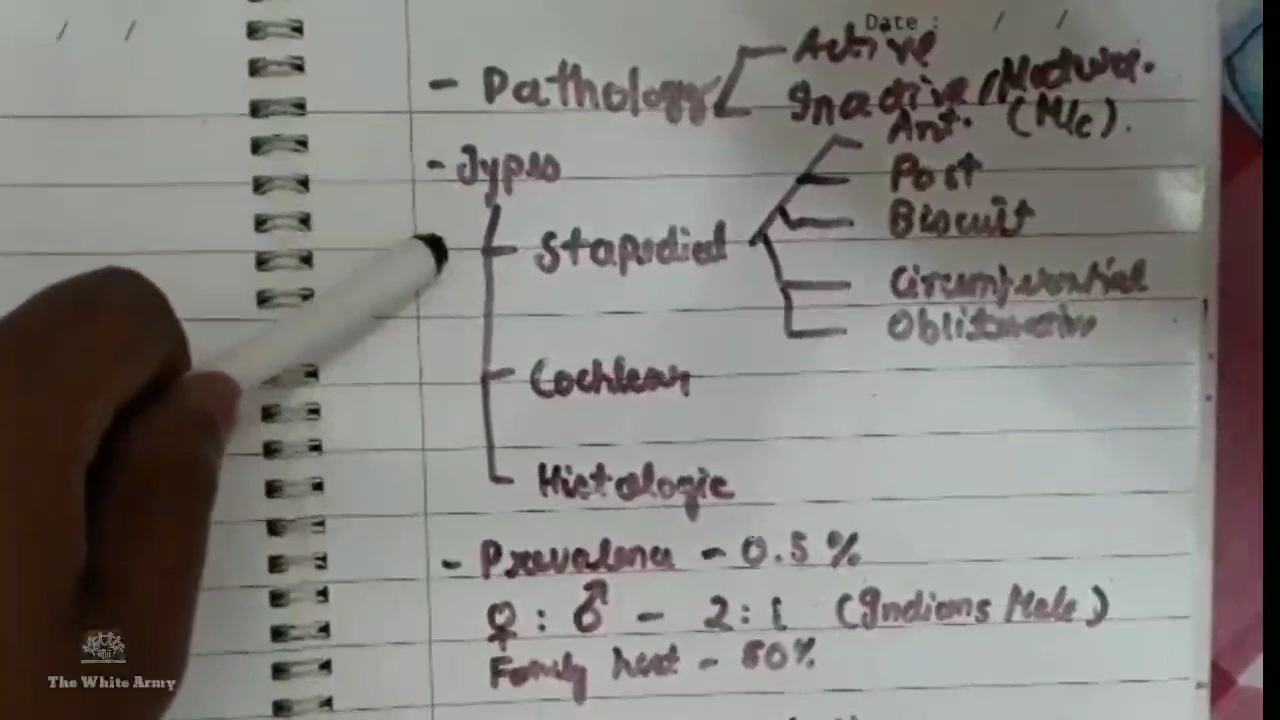 / / Date : / /
- Pathology Active
Inactive/Mature. (M/c).
- Types
Stapedial Ant.
Post
Biscuit
Circumferential
Obliterative
Cochlear
Histologic
- Prevalence - 0.5%
♀ : ♂ - 2:1 (Indians Male)
Family hist - 50%
The White Army